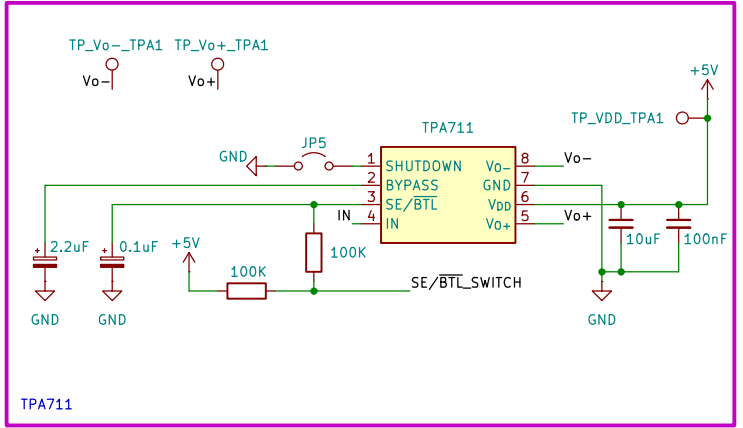 TP_Vo-_TPA1 TP_Vo+_TPA1
Vo- Vo+
+5V
TP_VDD_TPA1
TPA711
JP5
GND
1 SHUTDOWN Vo- 8 Vo-
2 BYPASS GND 7
3 SE/BTL VDD 6
IN 4 IN Vo+ 5 Vo+
2.2uF 0.1uF +5V 100K 10uF 100nF
100K
SE/BTL_SWITCH
GND GND GND
TPA711